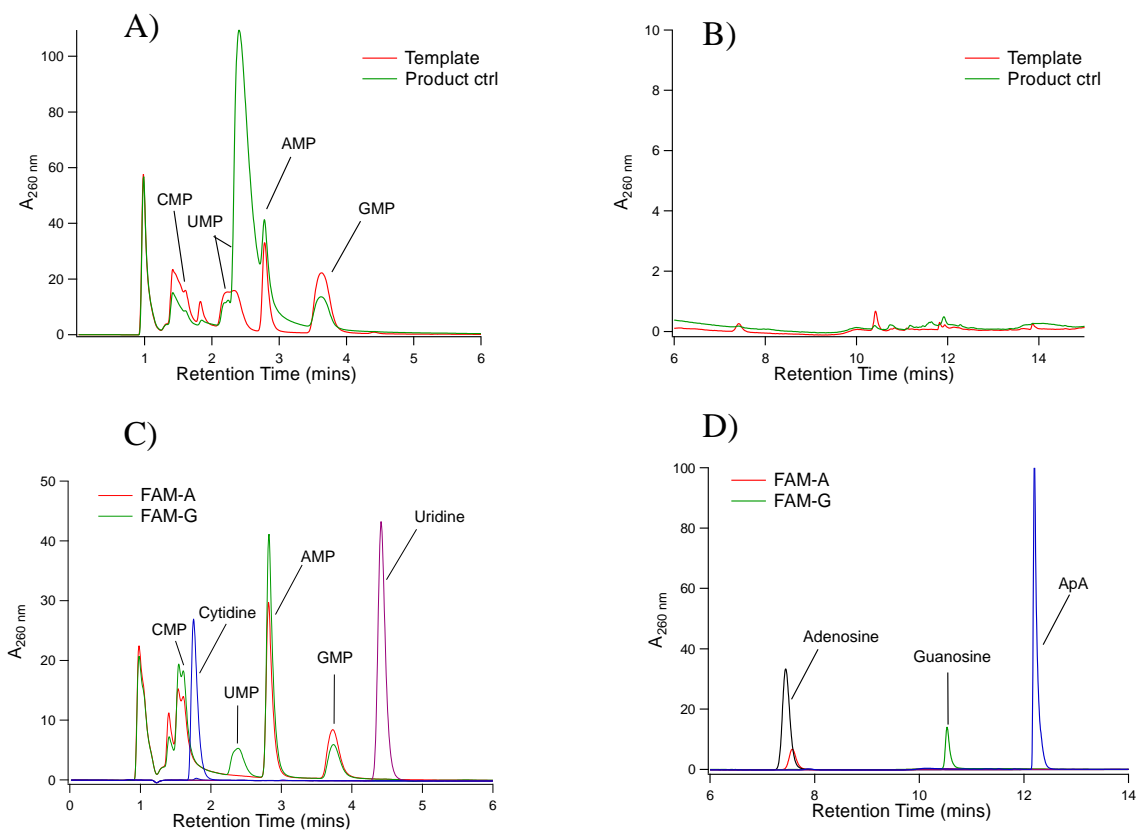 A)
Template
Product ctrl
100
80
60
40
20
0
A260 nm
CMP
UMP
AMP
GMP
1 2 3 4 5 6
Retention Time (mins)
B)
Template
Product ctrl
10
8
6
4
2
0
A260 nm
6 8 10 12 14
Retention Time (mins)
C)
FAM-A
FAM-G
50
40
30
20
10
0
A260 nm
CMP
Cytidine
UMP
AMP
GMP
Uridine
0 1 2 3 4 5 6
Retention Time (mins)
D)
FAM-A
FAM-G
100
80
60
40
20
0
A260 nm
Adenosine
Guanosine
ApA
6 8 10 12 14
Retention Time (mins)